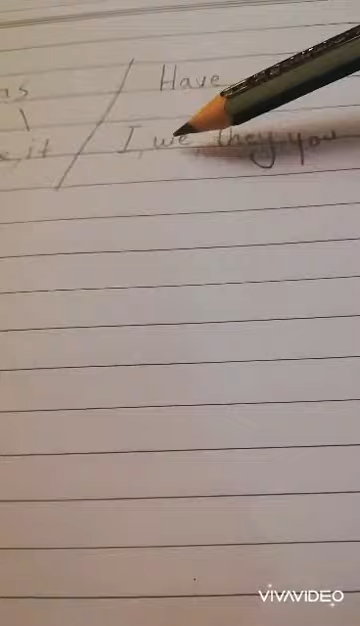 as / Have
\
, it I, we, they, you
VIVAVIDEO